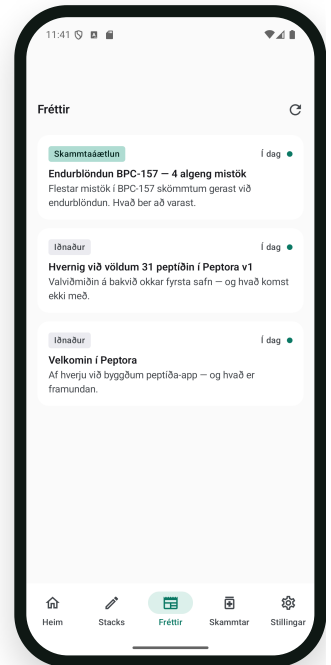 11:41
Fréttir
Skammtaáætlun
Í dag
Endurblöndun BPC-157 — 4 algeng mistök
Flestar mistök í BPC-157 skömmtum gerast við
endurblöndun. Hvað ber að varast.
Iðnaður
Í dag
Hvernig við völdum 31 peptíðin í Peptora v1
Valviðmiðin á bakvið okkar fyrsta safn — og hvað komst
ekki með.
Iðnaður
Í dag
Velkomin í Peptora
Af hverju við byggðum peptíða-app — og hvað er
framundan.
Heim
Stacks
Fréttir
Skammtar
Stillingar